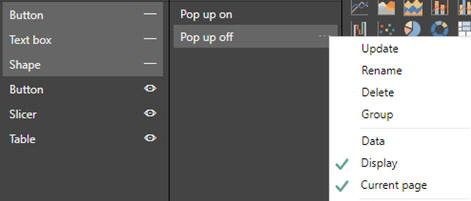 Button
Text box
Shape
Button
Slicer
Table
Pop up on
Pop up off
Update
Rename
Delete
Group
Data
Display
Current page